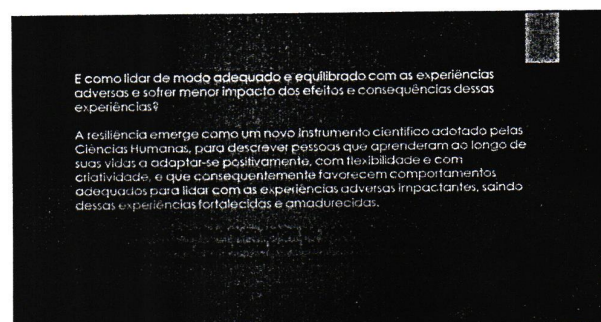 E como lidar de modo adequado e equilibrado com as experiências
adversas e sofrer menor impacto dos efeitos e consequências dessas
experiências?
A resiliência emerge como um novo instrumento científico adotado pelas
Ciências Humanas, para descrever pessoas que aprenderam ao longo de
suas vidas a adaptar-se positivamente, com flexibilidade e com
criatividade, e que consequentemente favorecem comportamentos
adequados para lidar com as experiências adversas impactantes, saindo
dessas experiências fortalecidas e amadurecidas.